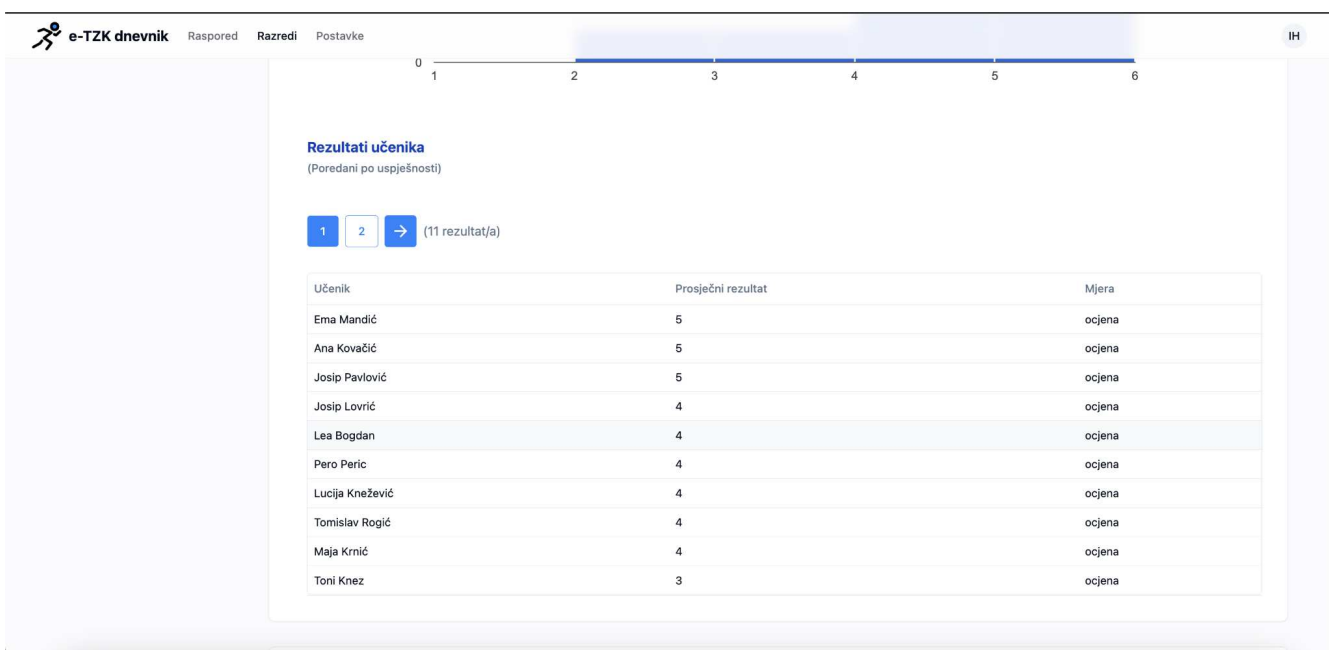 e-TZK dnevnik Raspored Razredi Postavke IH
0
1 2 3 4 5 6
Rezultati učenika
(Poredani po uspješnosti)
1 2 → (11 rezultat/a)
Učenik Prosječni rezultat Mjera
Ema Mandić 5 ocjena
Ana Kovačić 5 ocjena
Josip Pavlović 5 ocjena
Josip Lovrić 4 ocjena
Lea Bogdan 4 ocjena
Pero Peric 4 ocjena
Lucija Knežević 4 ocjena
Tomislav Rogić 4 ocjena
Maja Krnić 4 ocjena
Toni Knez 3 ocjena